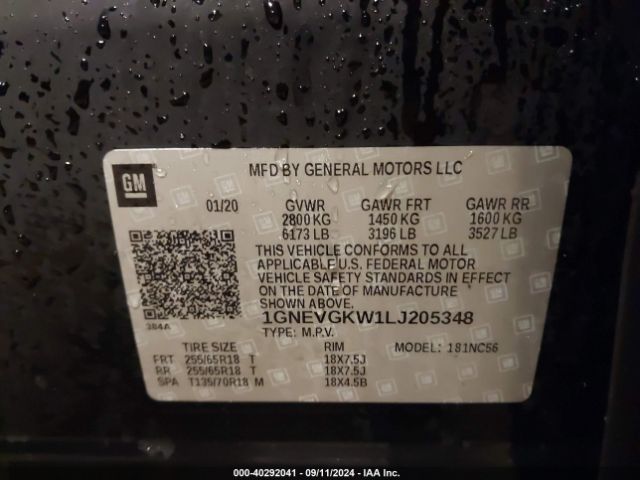 GM
MFD BY GENERAL MOTORS LLC
01/20 GVWR GAWR FRT GAWR RR
2800 KG 1450 KG 1600 KG
6173 LB 3196 LB 3527 LB
THIS VEHICLE CONFORMS TO ALL
APPLICABLE U.S. FEDERAL MOTOR
VEHICLE SAFETY STANDARDS IN EFFECT
ON THE DATE OF MANUFACTURE
SHOWN ABOVE.
384A 1GNEVGKW1LJ205348
TYPE: M.P.V.
TIRE SIZE RIM MODEL: 181NC56
FRT 255/65R18 T 18X7.5J
RR 255/65R18 T 18X7.5J
SPA T135/70R18 M 18X4.5B
000-40292041 - 09/11/2024 - IAA Inc.